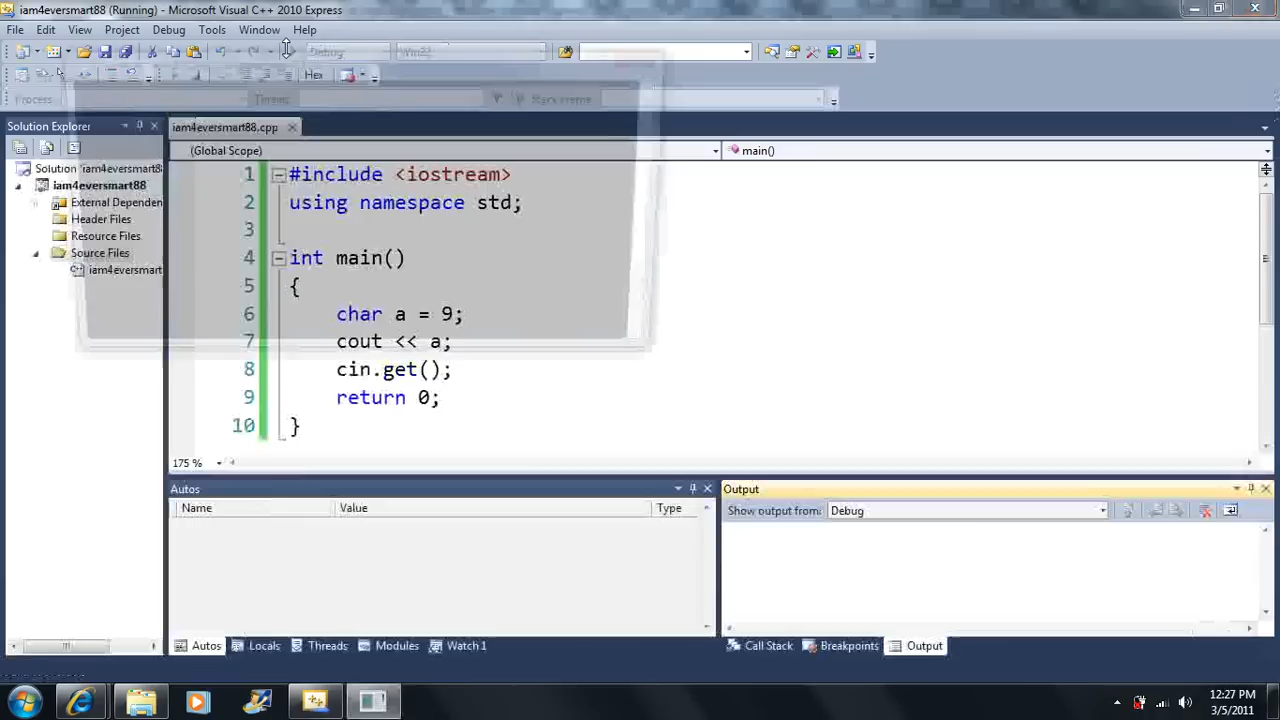 iam4eversmart88 (Running) - Microsoft Visual C++ 2010 Express
File Edit View Project Debug Tools Window Help
Debug Win32
Hex
Process Thread: Stack Frame
Solution Explorer
iam4eversmart88.cpp
(Global Scope) main()
Solution 'iam4eversmart88
iam4eversmart88
External Dependen
Header Files
Resource Files
Source Files
iam4eversmart
1 #include <iostream>
2 using namespace std;
3
4 int main()
5 {
6 char a = 9;
7 cout << a;
8 cin.get();
9 return 0;
10 }
175 %
Autos
Name Value Type
Output
Show output from: Debug
Autos Locals Threads Modules Watch 1
Call Stack Breakpoints Output
12:27 PM
3/5/2011